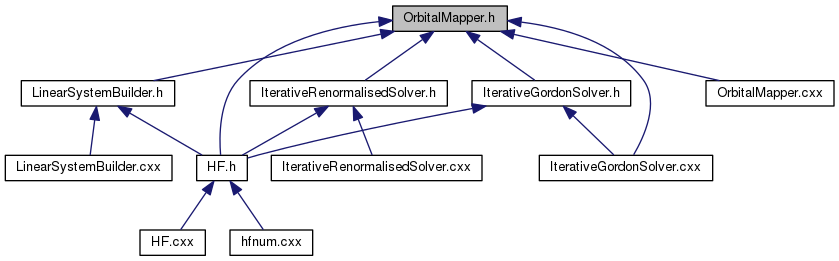 OrbitalMapper.h
LinearSystemBuilder.h
IterativeRenormalisedSolver.h
IterativeGordonSolver.h
OrbitalMapper.cxx
LinearSystemBuilder.cxx
HF.h
IterativeRenormalisedSolver.cxx
IterativeGordonSolver.cxx
HF.cxx
hfnum.cxx